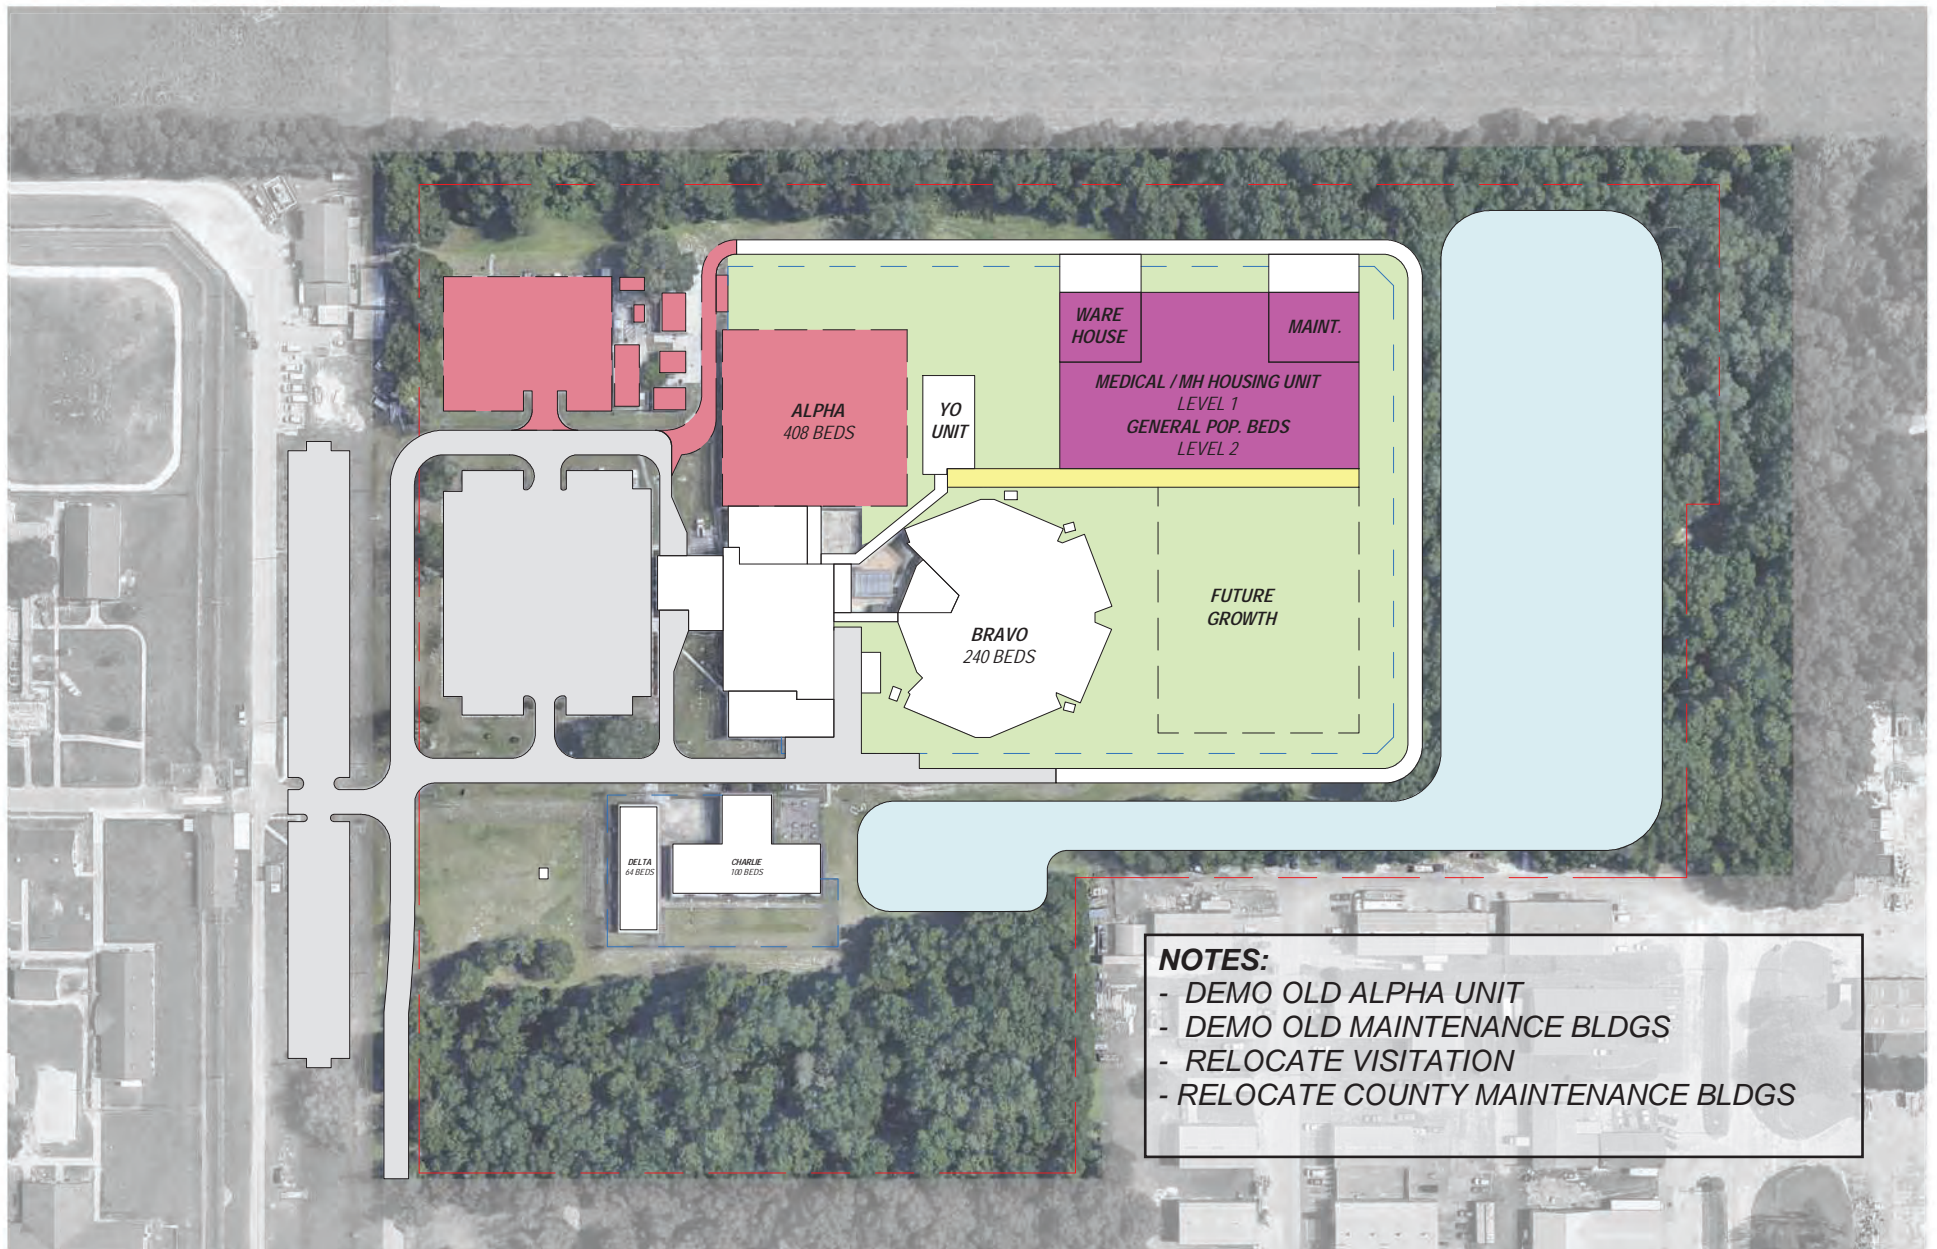 WARE
HOUSE
MAINT.
MEDICAL / MH HOUSING UNIT
LEVEL 1
GENERAL POP. BEDS
LEVEL 2
ALPHA
408 BEDS
YO
UNIT
FUTURE
GROWTH
BRAVO
240 BEDS
DELTA
64 BEDS
CHARLIE
100 BEDS
NOTES:
- DEMO OLD ALPHA UNIT
- DEMO OLD MAINTENANCE BLDGS
- RELOCATE VISITATION
- RELOCATE COUNTY MAINTENANCE BLDGS